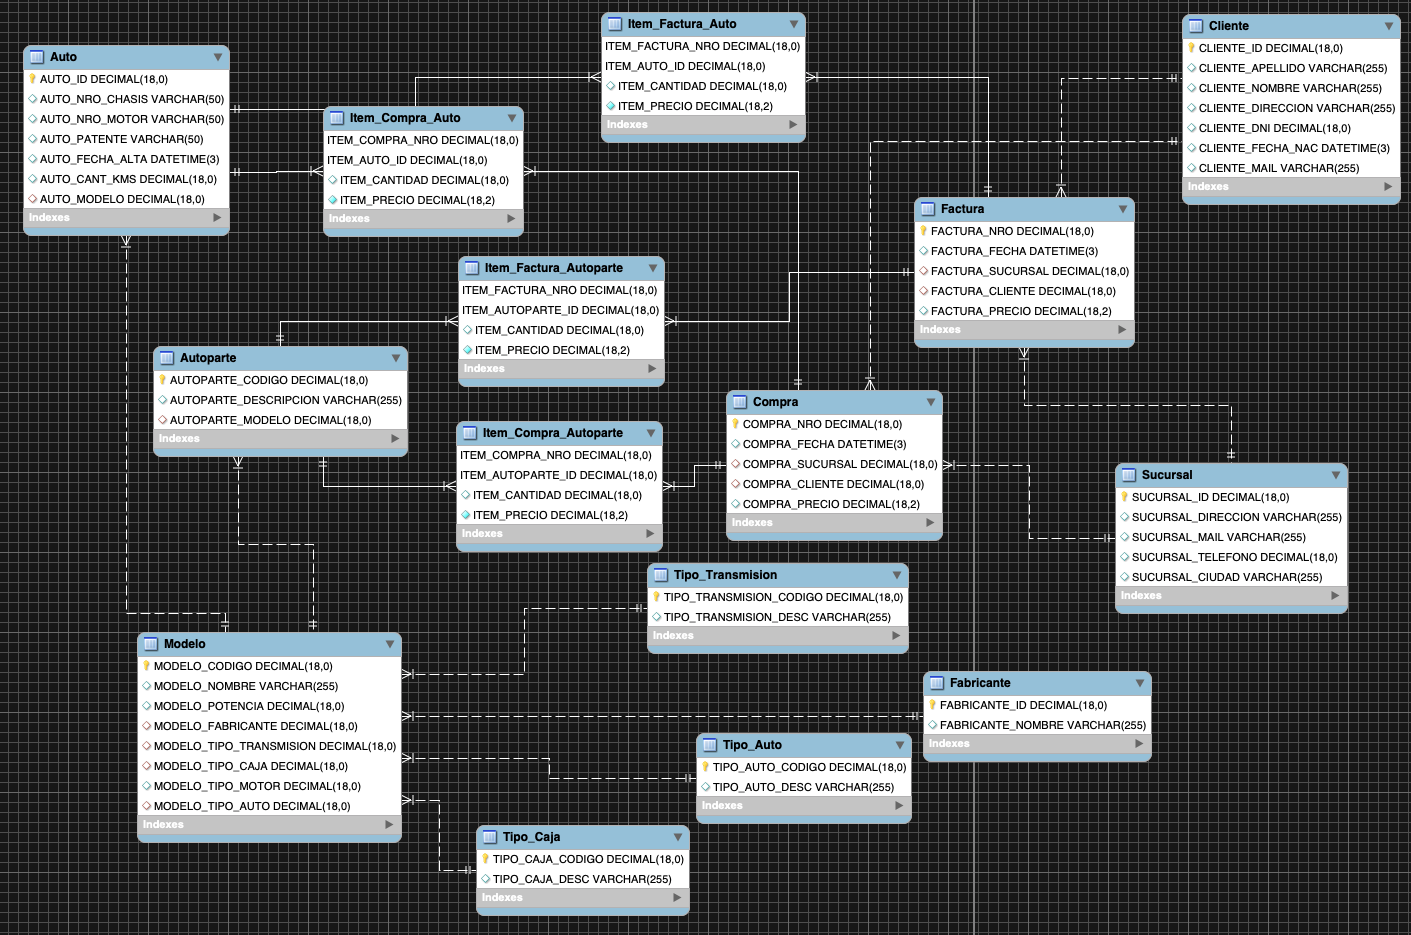 Auto
AUTO_ID DECIMAL(18,0)
AUTO_NRO_CHASIS VARCHAR(50)
AUTO_NRO_MOTOR VARCHAR(50)
AUTO_PATENTE VARCHAR(50)
AUTO_FECHA_ALTA DATETIME(3)
AUTO_CANT_KMS DECIMAL(18,0)
AUTO_MODELO DECIMAL(18,0)
Indexes
Item_Compra_Auto
ITEM_COMPRA_NRO DECIMAL(18,0)
ITEM_AUTO_ID DECIMAL(18,0)
ITEM_CANTIDAD DECIMAL(18,0)
ITEM_PRECIO DECIMAL(18,2)
Indexes
Item_Factura_Auto
ITEM_FACTURA_NRO DECIMAL(18,0)
ITEM_AUTO_ID DECIMAL(18,0)
ITEM_CANTIDAD DECIMAL(18,0)
ITEM_PRECIO DECIMAL(18,2)
Indexes
Cliente
CLIENTE_ID DECIMAL(18,0)
CLIENTE_APELLIDO VARCHAR(255)
CLIENTE_NOMBRE VARCHAR(255)
CLIENTE_DIRECCION VARCHAR(255)
CLIENTE_DNI DECIMAL(18,0)
CLIENTE_FECHA_NAC DATETIME(3)
CLIENTE_MAIL VARCHAR(255)
Indexes
Factura
FACTURA_NRO DECIMAL(18,0)
FACTURA_FECHA DATETIME(3)
FACTURA_SUCURSAL DECIMAL(18,0)
FACTURA_CLIENTE DECIMAL(18,0)
FACTURA_PRECIO DECIMAL(18,2)
Indexes
Item_Factura_Autoparte
ITEM_FACTURA_NRO DECIMAL(18,0)
ITEM_AUTOPARTE_ID DECIMAL(18,0)
ITEM_CANTIDAD DECIMAL(18,0)
ITEM_PRECIO DECIMAL(18,2)
Indexes
Autoparte
AUTOPARTE_CODIGO DECIMAL(18,0)
AUTOPARTE_DESCRIPCION VARCHAR(255)
AUTOPARTE_MODELO DECIMAL(18,0)
Indexes
Item_Compra_Autoparte
ITEM_COMPRA_NRO DECIMAL(18,0)
ITEM_AUTOPARTE_ID DECIMAL(18,0)
ITEM_CANTIDAD DECIMAL(18,0)
ITEM_PRECIO DECIMAL(18,2)
Indexes
Compra
COMPRA_NRO DECIMAL(18,0)
COMPRA_FECHA DATETIME(3)
COMPRA_SUCURSAL DECIMAL(18,0)
COMPRA_CLIENTE DECIMAL(18,0)
COMPRA_PRECIO DECIMAL(18,2)
Indexes
Sucursal
SUCURSAL_ID DECIMAL(18,0)
SUCURSAL_DIRECCION VARCHAR(255)
SUCURSAL_MAIL VARCHAR(255)
SUCURSAL_TELEFONO DECIMAL(18,0)
SUCURSAL_CIUDAD VARCHAR(255)
Indexes
Tipo_Transmision
TIPO_TRANSMISION_CODIGO DECIMAL(18,0)
TIPO_TRANSMISION_DESC VARCHAR(255)
Indexes
Modelo
MODELO_CODIGO DECIMAL(18,0)
MODELO_NOMBRE VARCHAR(255)
MODELO_POTENCIA DECIMAL(18,0)
MODELO_FABRICANTE DECIMAL(18,0)
MODELO_TIPO_TRANSMISION DECIMAL(18,0)
MODELO_TIPO_CAJA DECIMAL(18,0)
MODELO_TIPO_MOTOR DECIMAL(18,0)
MODELO_TIPO_AUTO DECIMAL(18,0)
Indexes
Fabricante
FABRICANTE_ID DECIMAL(18,0)
FABRICANTE_NOMBRE VARCHAR(255)
Indexes
Tipo_Auto
TIPO_AUTO_CODIGO DECIMAL(18,0)
TIPO_AUTO_DESC VARCHAR(255)
Indexes
Tipo_Caja
TIPO_CAJA_CODIGO DECIMAL(18,0)
TIPO_CAJA_DESC VARCHAR(255)
Indexes